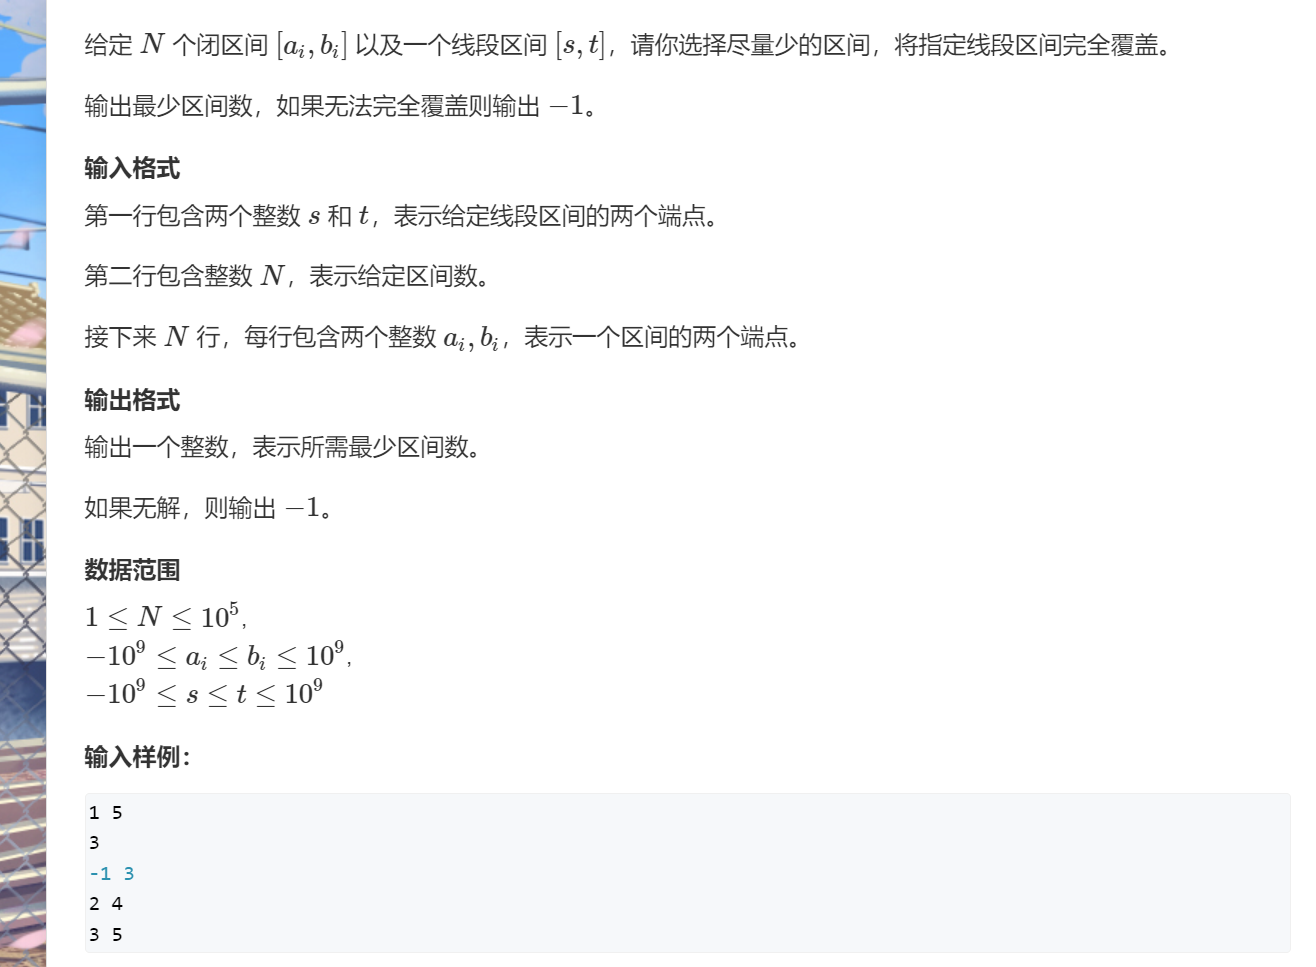 给定 N 个闭区间 [a_i, b_i] 以及一个线段区间 [s, t]，请你选择尽量少的区间，将指定线段区间完全覆盖。
输出最少区间数，如果无法完全覆盖则输出 −1。
输入格式
第一行包含两个整数 s 和 t，表示给定线段区间的两个端点。
第二行包含整数 N，表示给定区间数。
接下来 N 行，每行包含两个整数 a_i, b_i，表示一个区间的两个端点。
输出格式
输出一个整数，表示所需最少区间数。
如果无解，则输出 −1。
数据范围
1 ≤ N ≤ 10^5,
−10^9 ≤ a_i ≤ b_i ≤ 10^9,
−10^9 ≤ s ≤ t ≤ 10^9
输入样例：
1 5
3
-1 3
2 4
3 5